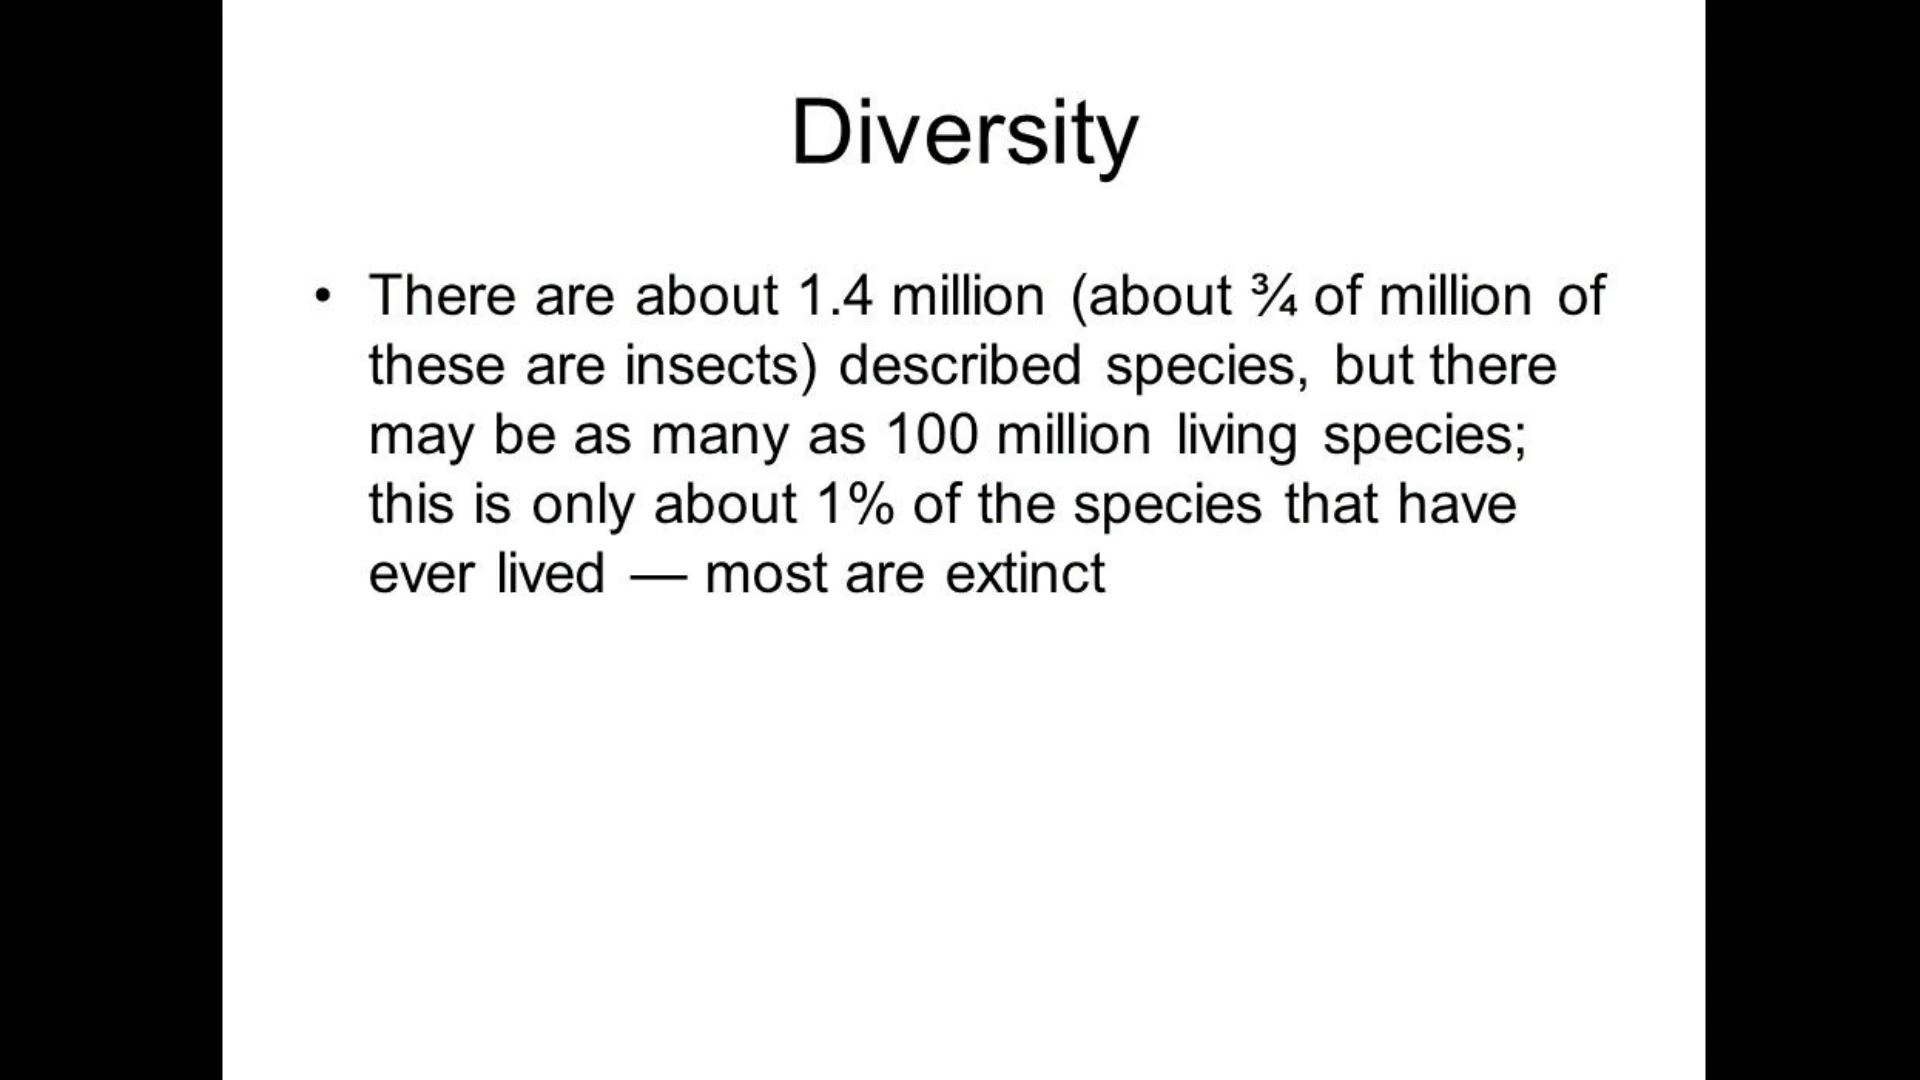 Diversity
• There are about 1.4 million (about ¾ of million of
these are insects) described species, but there
may be as many as 100 million living species;
this is only about 1% of the species that have
ever lived — most are extinct